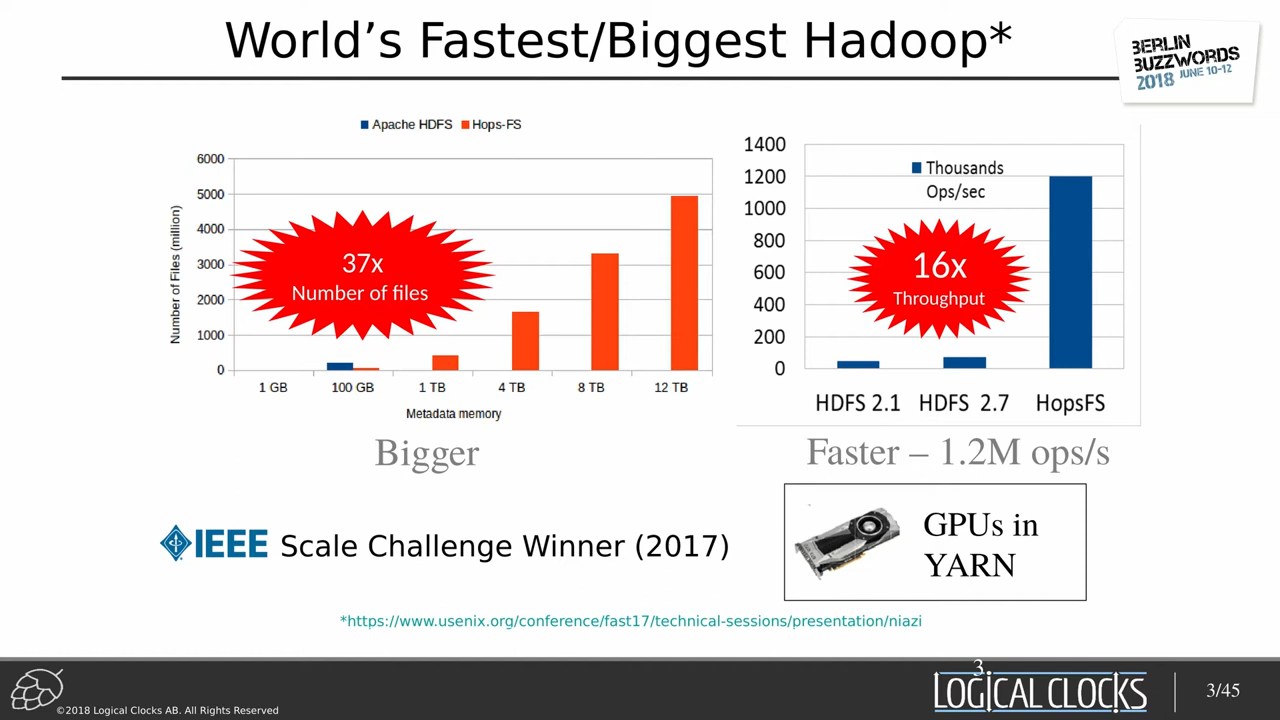 World’s Fastest/Biggest Hadoop*
BERLIN
BUZZWORDS
2018 JUNE 10-12
Apache HDFS Hops-FS
Number of Files (million)
6000
5000
4000
3000
2000
1000
0
37x
Number of files
1 GB 100 GB 1 TB 4 TB 8 TB 12 TB
Metadata memory
Bigger
1400
1200
1000
800
600
400
200
0
Thousands
Ops/sec
16x
Throughput
HDFS 2.1 HDFS 2.7 HopsFS
Faster – 1.2M ops/s
IEEE Scale Challenge Winner (2017)
GPUs in
YARN
*https://www.usenix.org/conference/fast17/technical-sessions/presentation/niazi
©2018 Logical Clocks AB. All Rights Reserved
3
LOGICAL CLOCKS
3/45